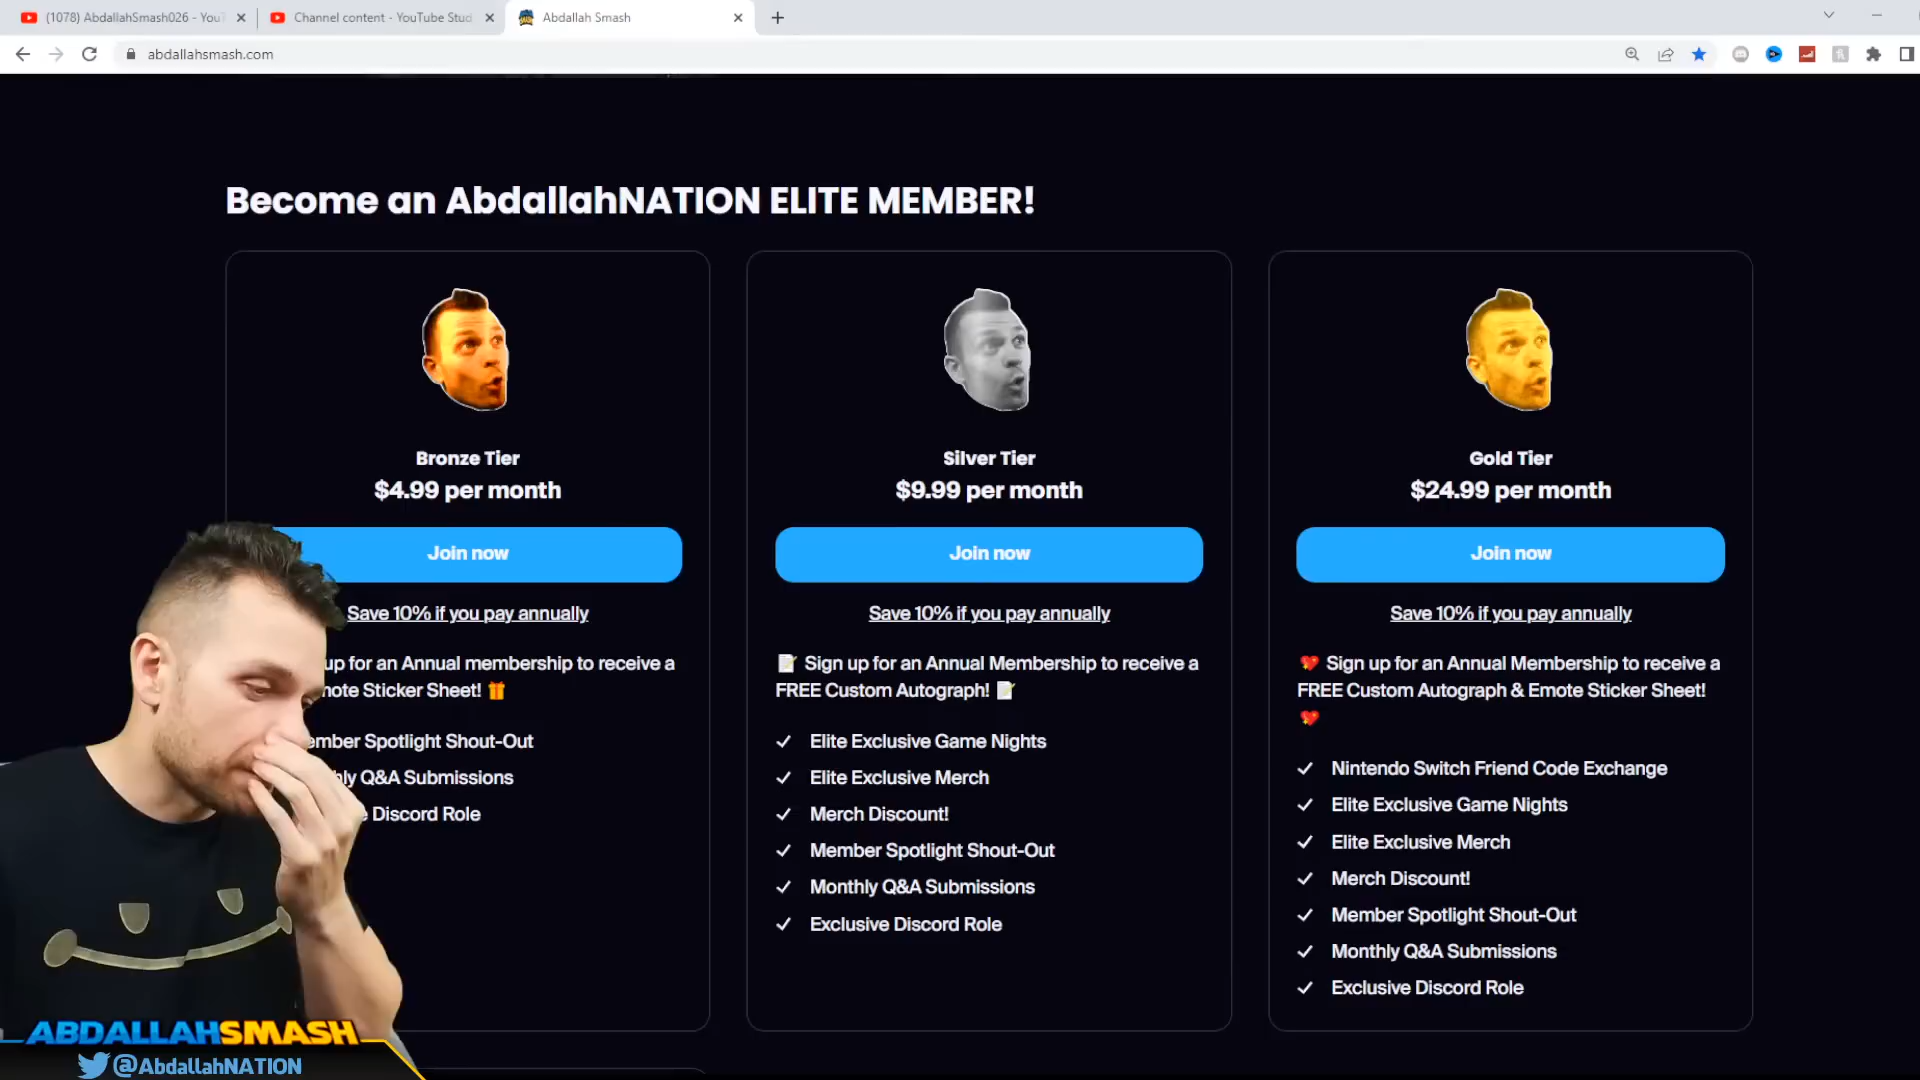 (1078) AbdallahSmash026 - YouT
Channel content - YouTube Stud
Abdallah Smash
abdallahsmash.com
Become an AbdallahNATION ELITE MEMBER!
Bronze Tier
$4.99 per month
Join now
Save 10% if you pay annually
up for an Annual membership to receive a
mote Sticker Sheet! 🎁
ember Spotlight Shout-Out
hly Q&A Submissions
e Discord Role
Silver Tier
$9.99 per month
Join now
Save 10% if you pay annually
📝 Sign up for an Annual Membership to receive a
FREE Custom Autograph! 📝
✓ Elite Exclusive Game Nights
✓ Elite Exclusive Merch
✓ Merch Discount!
✓ Member Spotlight Shout-Out
✓ Monthly Q&A Submissions
✓ Exclusive Discord Role
Gold Tier
$24.99 per month
Join now
Save 10% if you pay annually
💖 Sign up for an Annual Membership to receive a
FREE Custom Autograph & Emote Sticker Sheet!
💖
✓ Nintendo Switch Friend Code Exchange
✓ Elite Exclusive Game Nights
✓ Elite Exclusive Merch
✓ Merch Discount!
✓ Member Spotlight Shout-Out
✓ Monthly Q&A Submissions
✓ Exclusive Discord Role
ABDALLAHSMASH
@AbdallahNATION